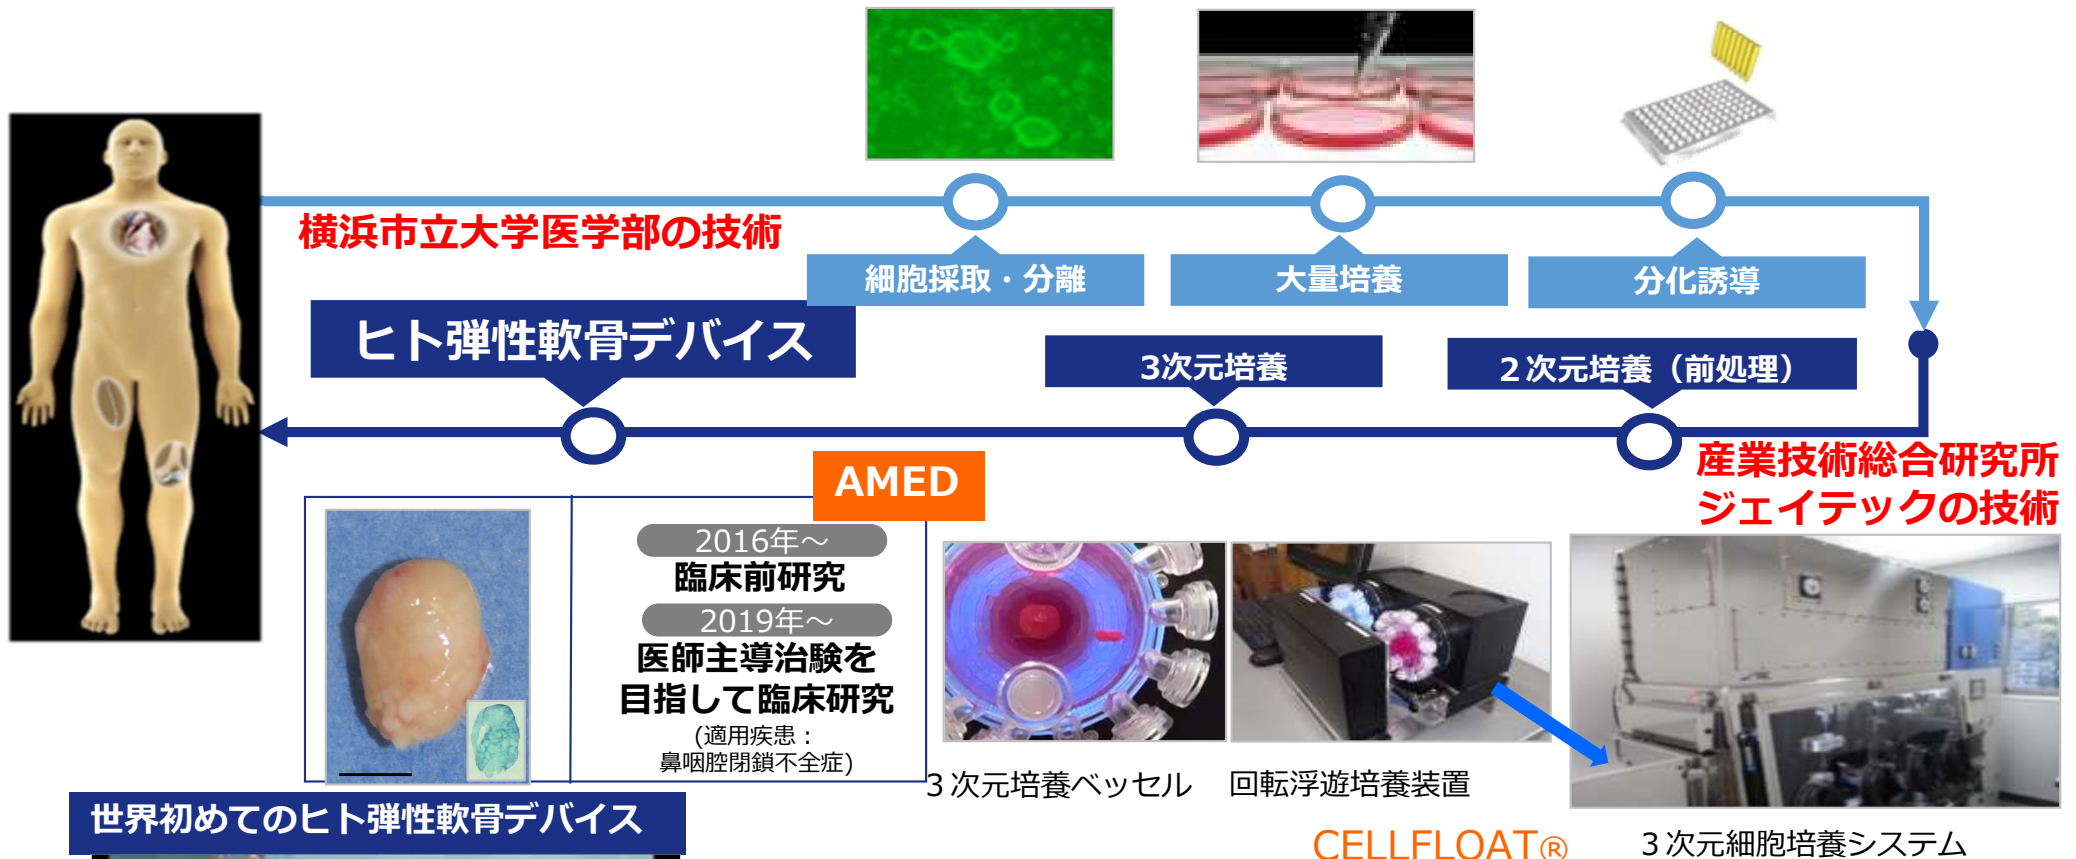 横浜市立大学医学部の技術
細胞採取・分離
大量培養
分化誘導
ヒト弾性軟骨デバイス
3次元培養
２次元培養（前処理）
産業技術総合研究所
ジェイテックの技術
AMED
2016年～
臨床前研究
2019年～
医師主導治験を
目指して臨床研究
(適用疾患：
鼻咽腔閉鎖不全症)
３次元培養ベッセル
回転浮遊培養装置
CELLFLOAT®
３次元細胞培養システム
世界初めてのヒト弾性軟骨デバイス